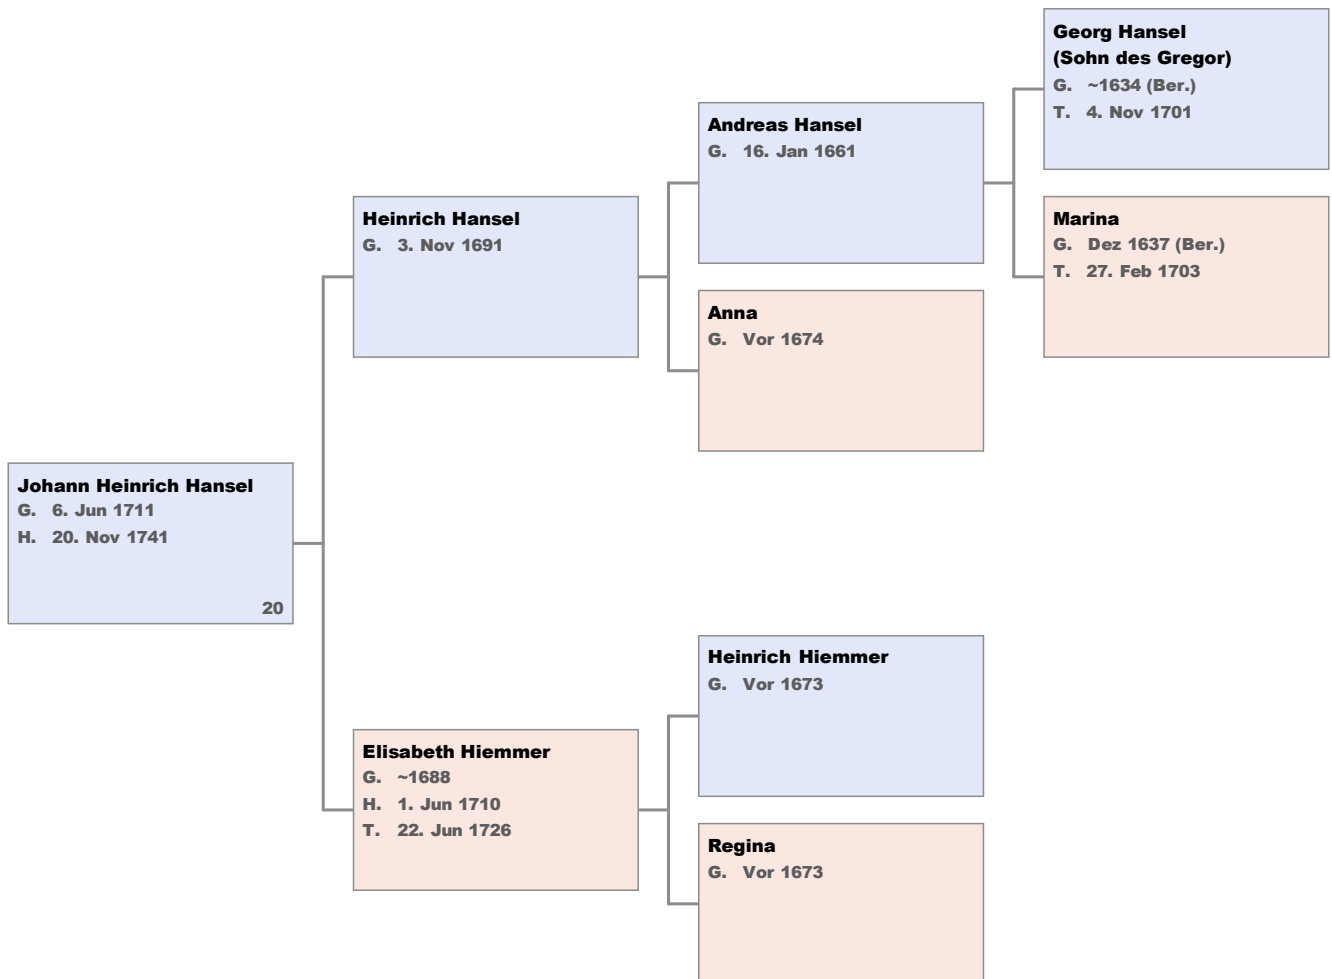 Georg Hansel
(Sohn des Gregor)
G. ~1634 (Ber.)
T. 4. Nov 1701
Andreas Hansel
G. 16. Jan 1661
Heinrich Hansel
G. 3. Nov 1691
Marina
G. Dez 1637 (Ber.)
T. 27. Feb 1703
Anna
G. Vor 1674
Johann Heinrich Hansel
G. 6. Jun 1711
H. 20. Nov 1741
20
Heinrich Hiemmer
G. Vor 1673
Elisabeth Hiemmer
G. ~1688
H. 1. Jun 1710
T. 22. Jun 1726
Regina
G. Vor 1673